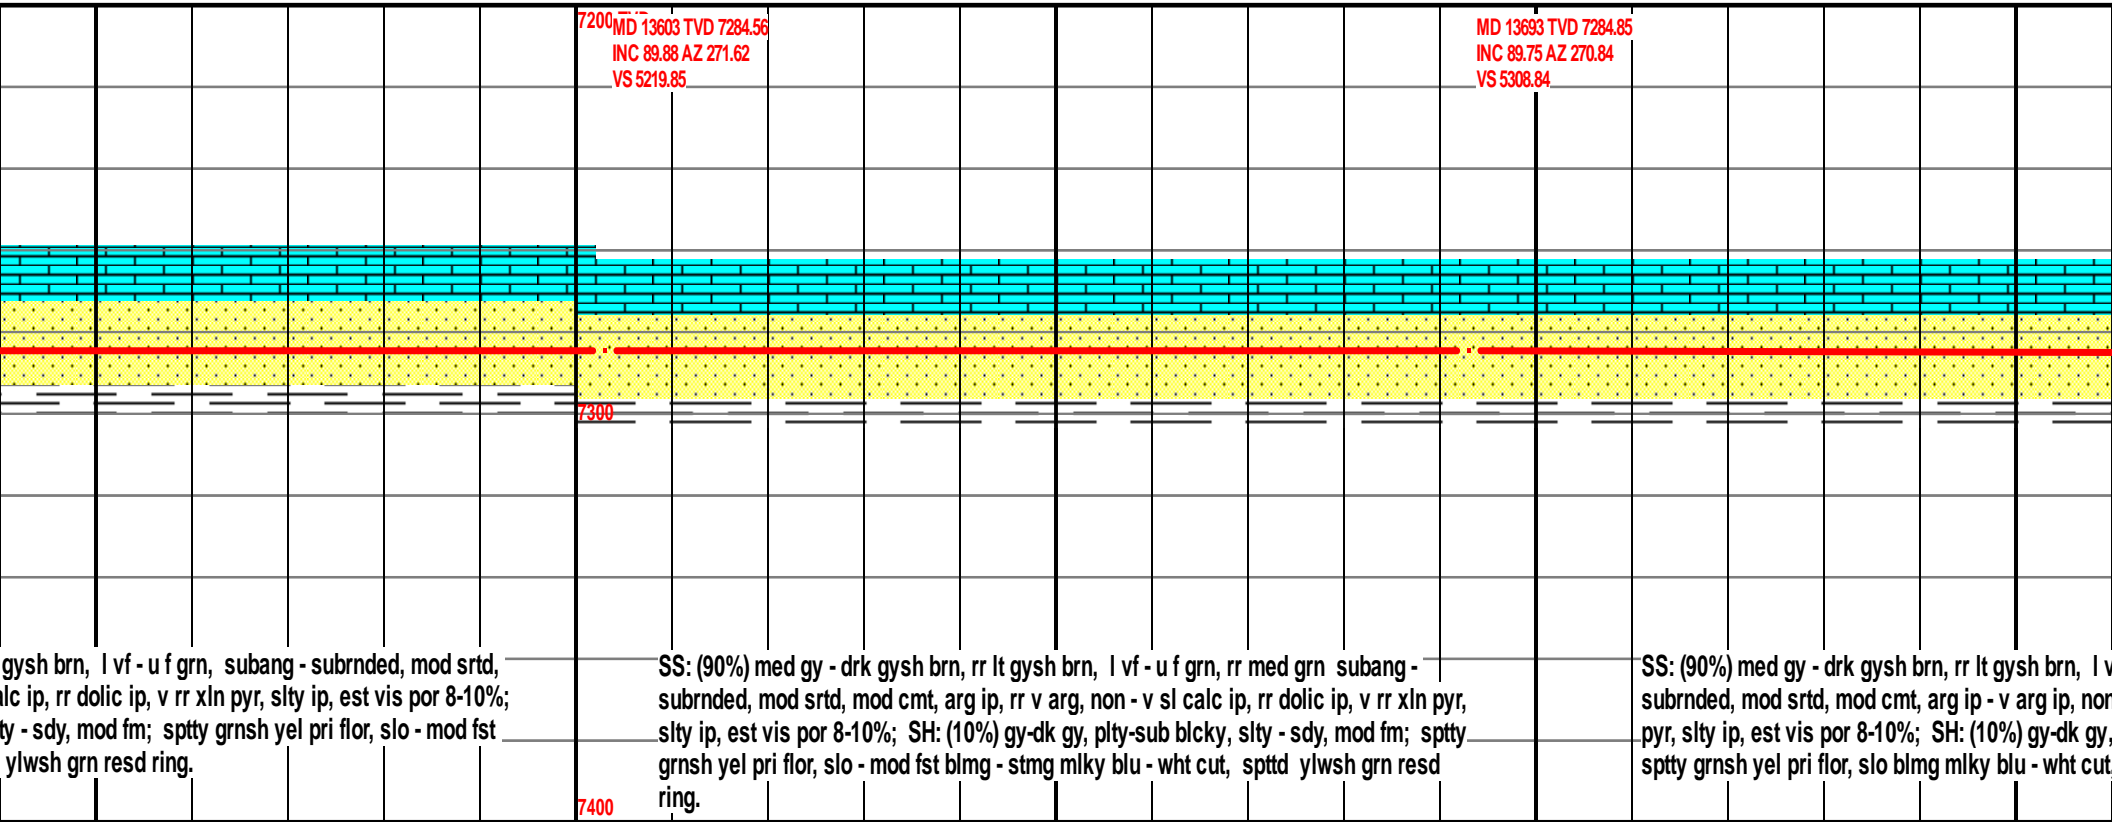 7200
MD 13603 TVD 7284.56
INC 89.88 AZ 271.62
VS 5219.85
MD 13693 TVD 7284.85
INC 89.75 AZ 270.84
VS 5308.84
7300
gysh brn, l vf - u f grn, subang - subrnded, mod srtd,
alc ip, rr dolic ip, v rr xln pyr, slty ip, est vis por 8-10%;
ty - sdy, mod fm; sptty grnsh yel pri flor, slo - mod fst
ylwsh grn resd ring.
SS: (90%) med gy - drk gysh brn, rr lt gysh brn, l vf - u f grn, rr med grn subang -
subrnded, mod srtd, mod cmt, arg ip, rr v arg, non - v sl calc ip, rr dolic ip, v rr xln pyr,
slty ip, est vis por 8-10%; SH: (10%) gy-dk gy, plty-sub blcky, slty - sdy, mod fm; sptty
grnsh yel pri flor, slo - mod fst blmg - stmg mlky blu - wht cut, spttd ylwsh grn resd
ring.
SS: (90%) med gy - drk gysh brn, rr lt gysh brn, l v
subrnded, mod srtd, mod cmt, arg ip - v arg ip, non
pyr, slty ip, est vis por 8-10%; SH: (10%) gy-dk gy,
sptty grnsh yel pri flor, slo blmg mlky blu - wht cut,
7400